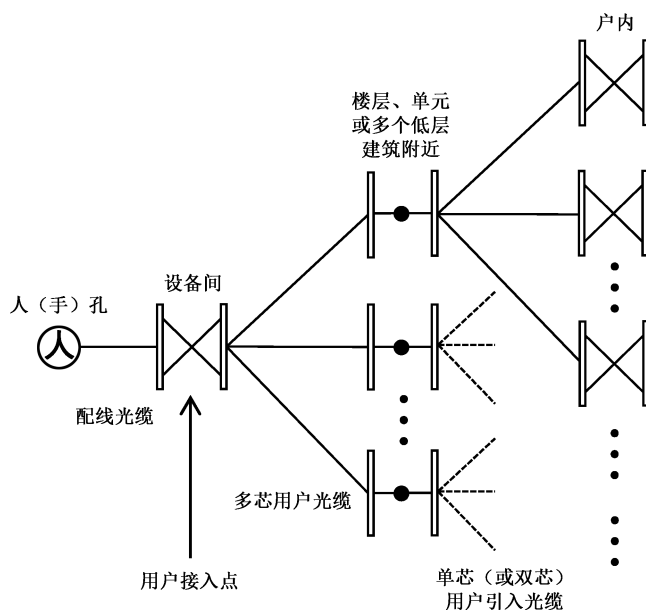 户内
楼层、单元
或多个低层
建筑附近
设备间
人（手）孔
人
配线光缆
多芯用户光缆
用户接入点
单芯（或双芯）
用户引入光缆